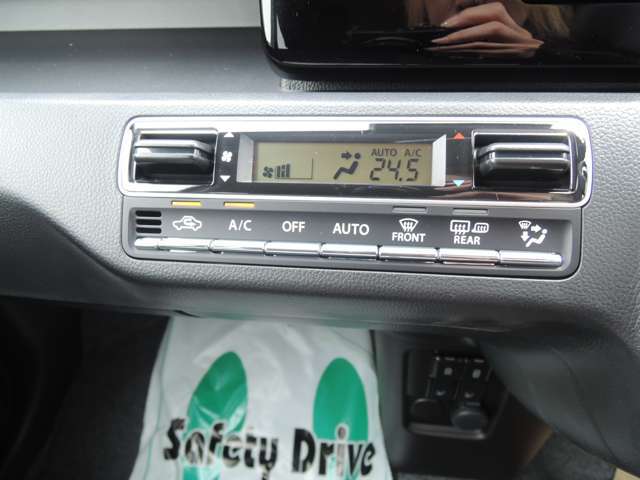 AUTO A/C
24.5
A/C OFF AUTO FRONT REAR
Safety Drive